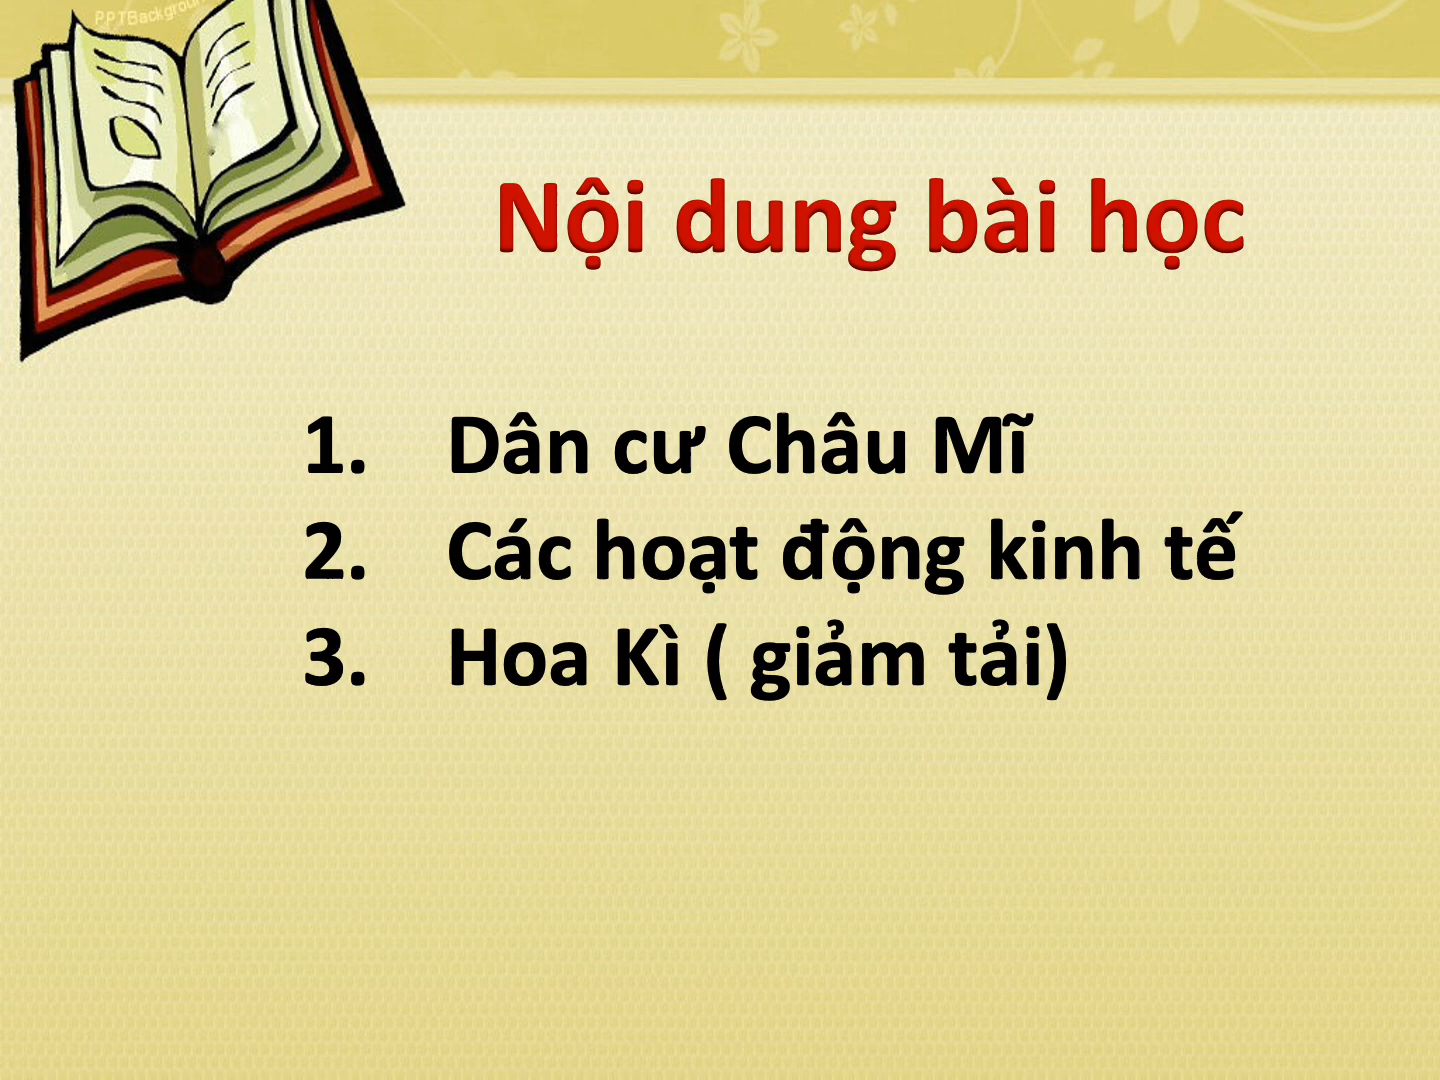 PPTBackground
Nội dung bài học
1. Dân cư Châu Mĩ
2. Các hoạt động kinh tế
3. Hoa Kì ( giảm tải)